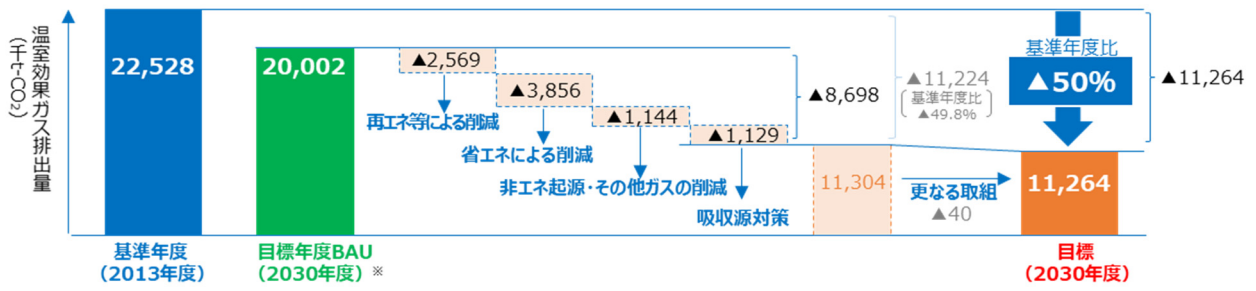 温室効果ガス排出量
(千t-CO₂)
22,528
基準年度
(2013年度)
20,002
目標年度BAU
(2030年度) ※
▲2,569
再エネ等による削減
▲3,856
省エネによる削減
▲1,144
非エネ起源・その他ガスの削減
▲1,129
吸収源対策
▲8,698
▲11,224
基準年度比
▲49.8%
11,304
更なる取組
▲40
基準年度比
▲50%
▲11,264
11,264
目標
(2030年度)